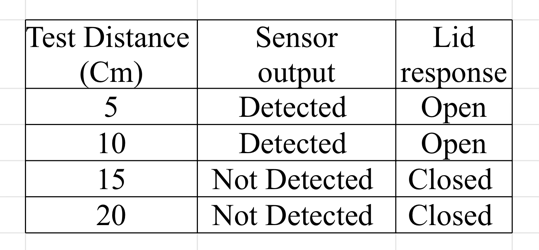 Test Distance (Cm) Sensor output Lid response
5 Detected Open
10 Detected Open
15 Not Detected Closed
20 Not Detected Closed